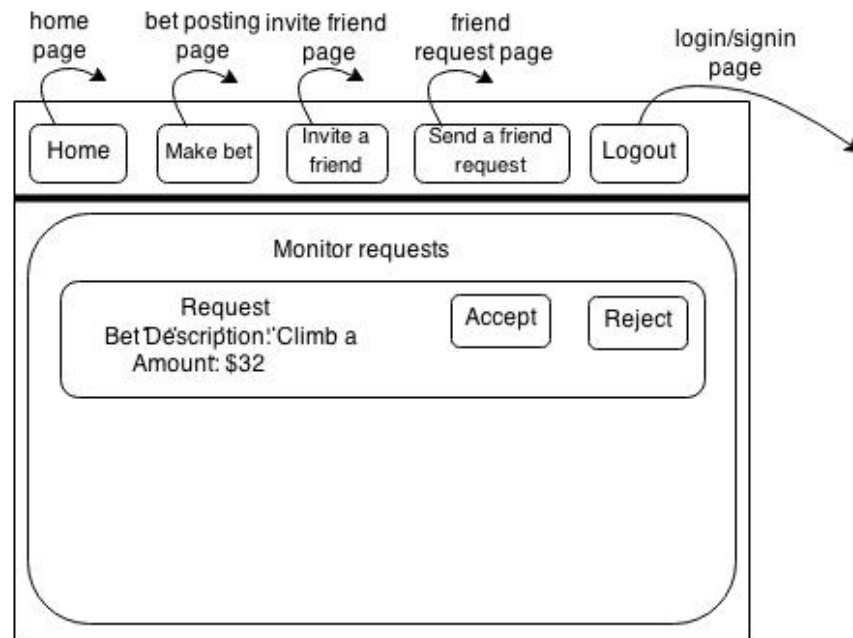 home
page
bet posting
page
invite friend
page
friend
request page
login/signin
page
Home
Make bet
Invite a
friend
Send a friend
request
Logout
Monitor requests
Request
Bet Description: Climb a
Amount: $32
Accept
Reject